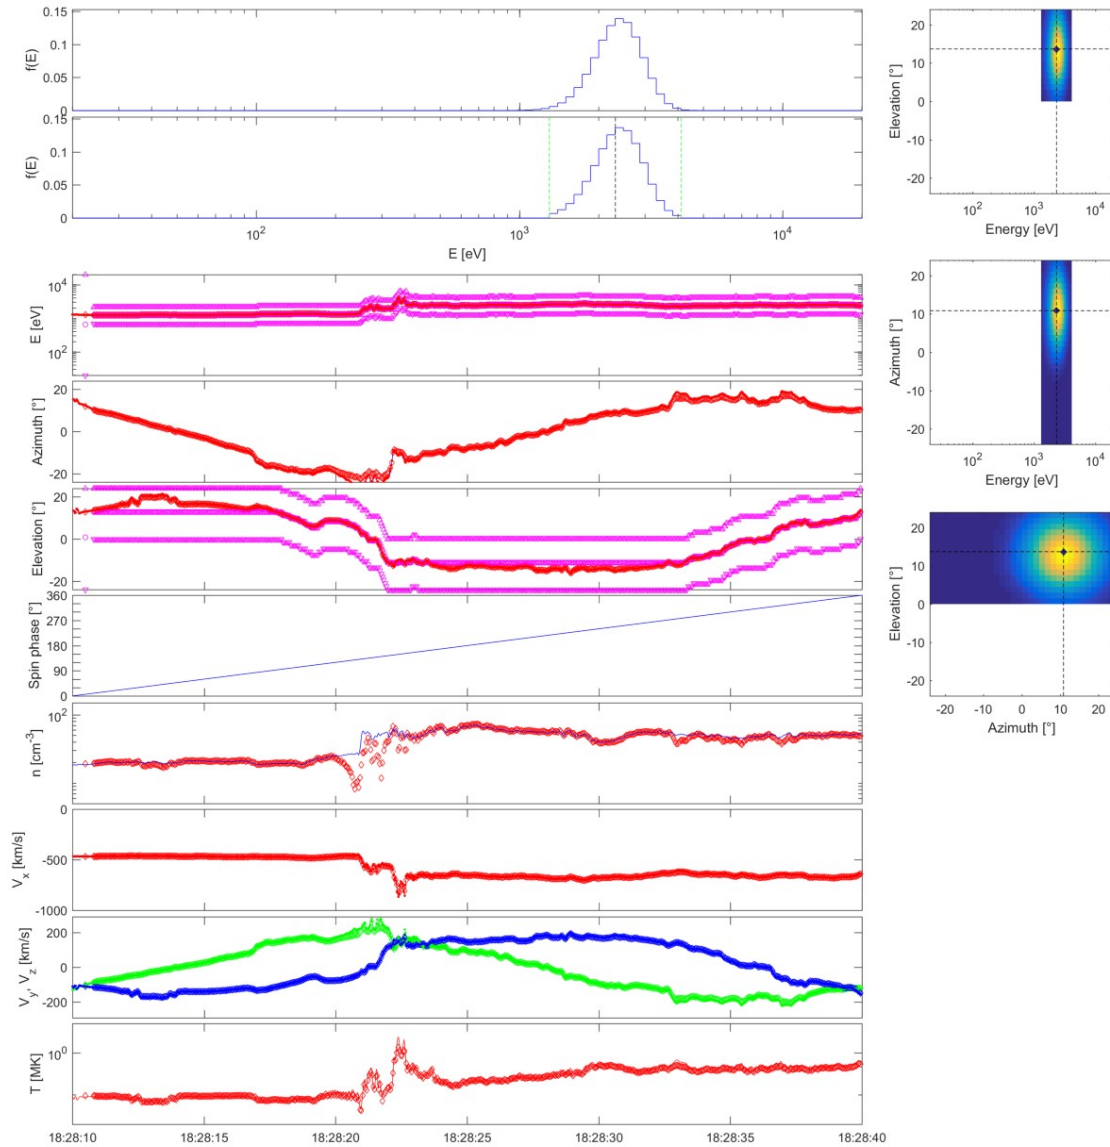 0.15
0.1
0.05
0
f(E)
0.15
0.1
0.05
0
f(E)
10²
10³
10⁴
E [eV]
10⁴
10²
E [eV]
20
0
-20
Azimuth [°]
20
0
-20
Elevation [°]
360
270
180
90
0
Spin phase [°]
10²
n [cm⁻³]
0
-500
-1000
Vₓ [km/s]
200
0
-200
V_y, V_z [km/s]
10⁰
T [MK]
18:28:10 18:28:15 18:28:20 18:28:25 18:28:30 18:28:35 18:28:40
20
10
0
-10
-20
Elevation [°]
10² 10³ 10⁴
Energy [eV]
20
10
0
-10
-20
Azimuth [°]
10² 10³ 10⁴
Energy [eV]
20
10
0
-10
-20
Elevation [°]
-20 -10 0 10 20
Azimuth [°]